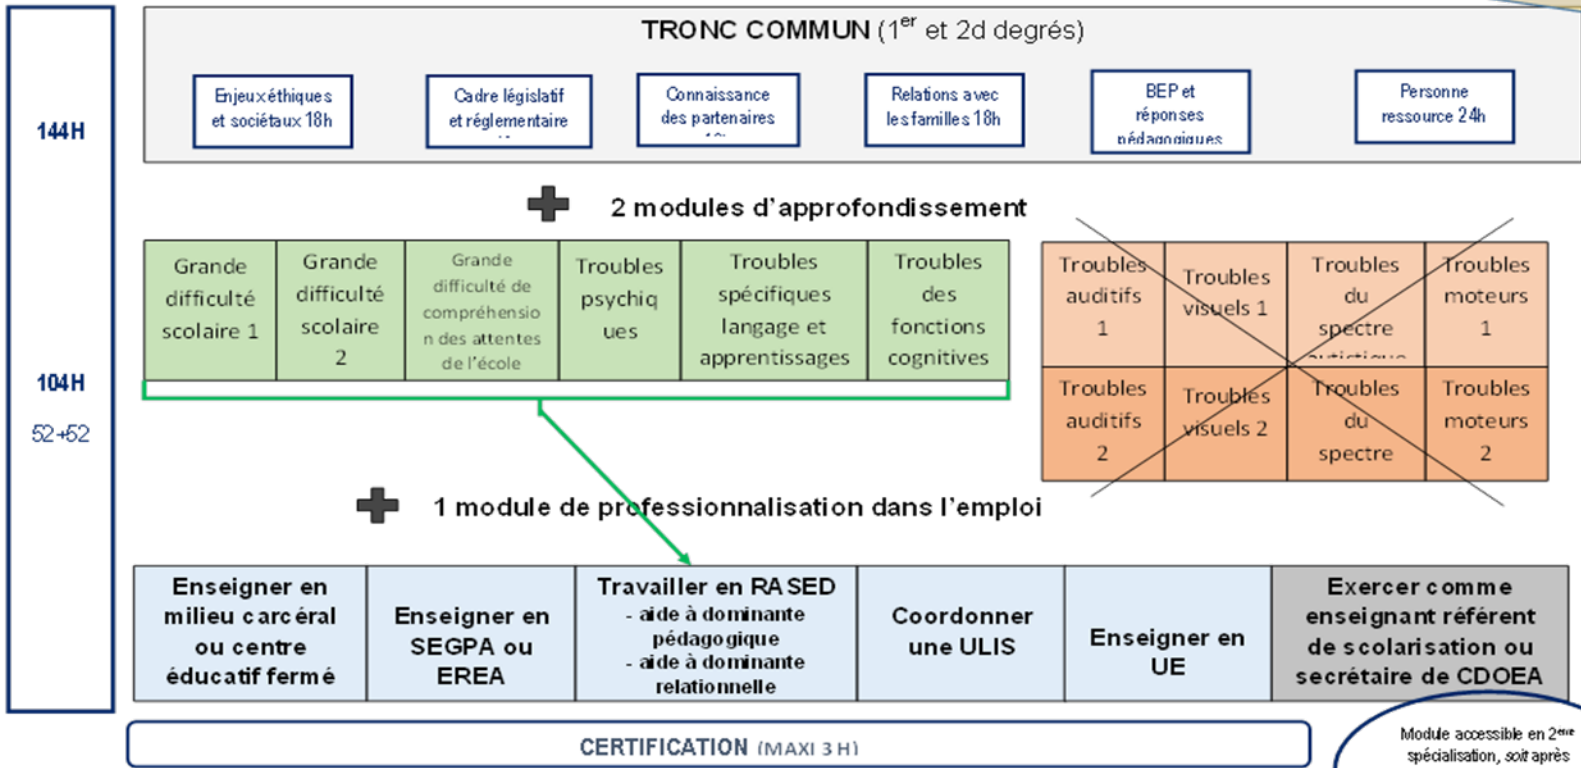 TRONC COMMUN (1er et 2d degrés)
Enjeux éthiques
et sociétaux 18h
Cadre législatif
et réglementaire
Connaissance
des partenaires
Relations avec
les familles 18h
BEP et
réponses
pédagogiques
Personne
ressource 24h
144H
2 modules d’approfondissement
Grande
difficulté
scolaire 1
Grande
difficulté
scolaire
2
Grande
difficulté de
compréhensio
n des attentes
de l’école
Troubles
psychiq
ues
Troubles
spécifiques
langage et
apprentissages
Troubles
des
fonctions
cognitives
Troubles
auditifs
1
Troubles
visuels 1
Troubles
du
spectre
autistique
Troubles
moteurs
1
Troubles
auditifs
2
Troubles
visuels 2
Troubles
du
spectre
Troubles
moteurs
2
104H
52+52
1 module de professionnalisation dans l’emploi
Enseigner en
milieu carcéral
ou centre
éducatif fermé
Enseigner en
SEGPA ou
EREA
Travailler en RASED
- aide à dominante
pédagogique
- aide à dominante
relationnelle
Coordonner
une ULIS
Enseigner en
UE
Exercer comme
enseignant référent
de scolarisation ou
secrétaire de CDOEA
CERTIFICATION (MAXI 3 H)
Module accessible en 2ème
spécialisation, soit après